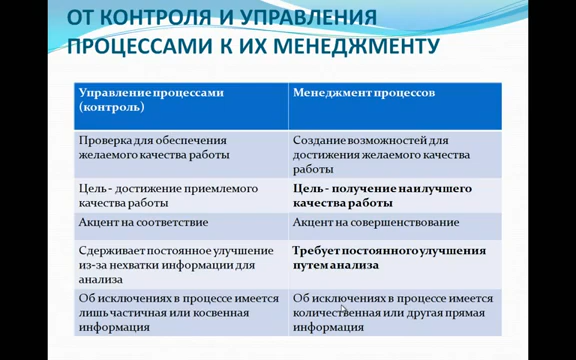 ОТ КОНТРОЛЯ И УПРАВЛЕНИЯ
ПРОЦЕССАМИ К ИХ МЕНЕДЖМЕНТУ
Управление процессами
(контроль)
Менеджмент процессов
Проверка для обеспечения
желаемого качества работы
Создание возможностей для
достижения желаемого качества
работы
Цель - достижение приемлемого
качества работы
Цель - получение наилучшего
качества работы
Акцент на соответствие
Акцент на совершенствование
Сдерживает постоянное улучшение
из-за нехватки информации для
анализа
Требует постоянного улучшения
путем анализа
Об исключениях в процессе имеется
лишь частичная или косвенная
информация
Об исключениях в процессе имеется
количественная или другая прямая
информация